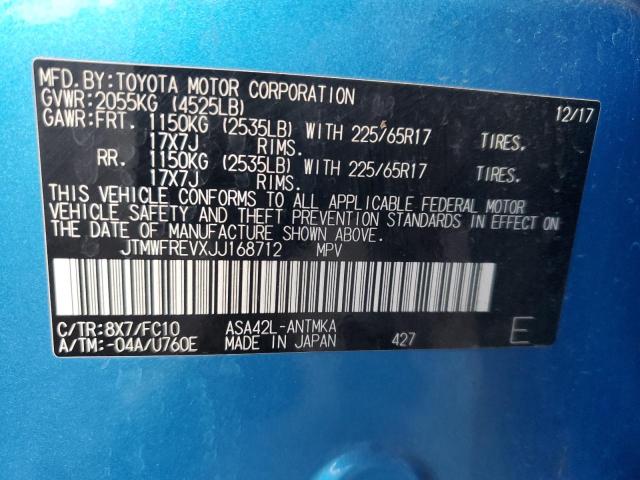 MFD.BY:TOYOTA MOTOR CORPORATION 12/17
GVWR:2055KG (4525LB)
GAWR:FRT. 1150KG (2535LB) WITH 225/65R17 TIRES.
17X7J RIMS.
RR. 1150KG (2535LB) WITH 225/65R17 TIRES.
17X7J RIMS.
THIS VEHICLE CONFORMS TO ALL APPLICABLE FEDERAL MOTOR
VEHICLE SAFETY AND THEFT PREVENTION STANDARDS IN EFFECT ON
THE DATE OF MANUFACTURE SHOWN ABOVE.
JTMWFREVXJJ168712 MPV
C/TR:8X7/FC10 ASA42L-ANTMKA
A/TM:-04A/U760E MADE IN JAPAN 427 E